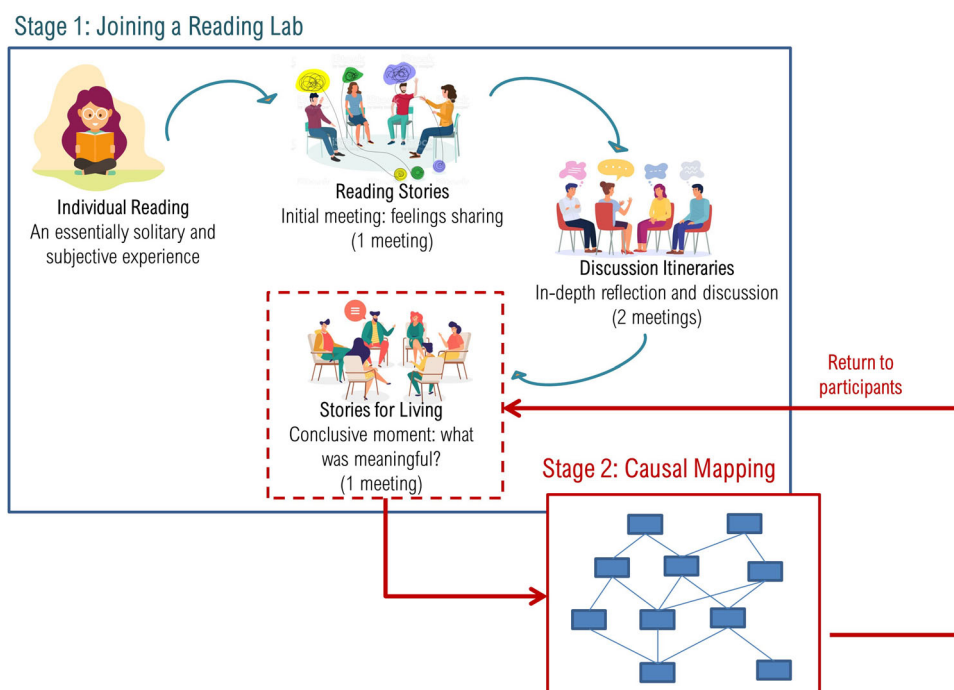 Stage 1: Joining a Reading Lab
Individual Reading
An essentially solitary and
subjective experience
Reading Stories
Initial meeting: feelings sharing
(1 meeting)
Discussion Itineraries
In-depth reflection and discussion
(2 meetings)
Stories for Living
Conclusive moment: what
was meaningful?
(1 meeting)
Return to
participants
Stage 2: Causal Mapping